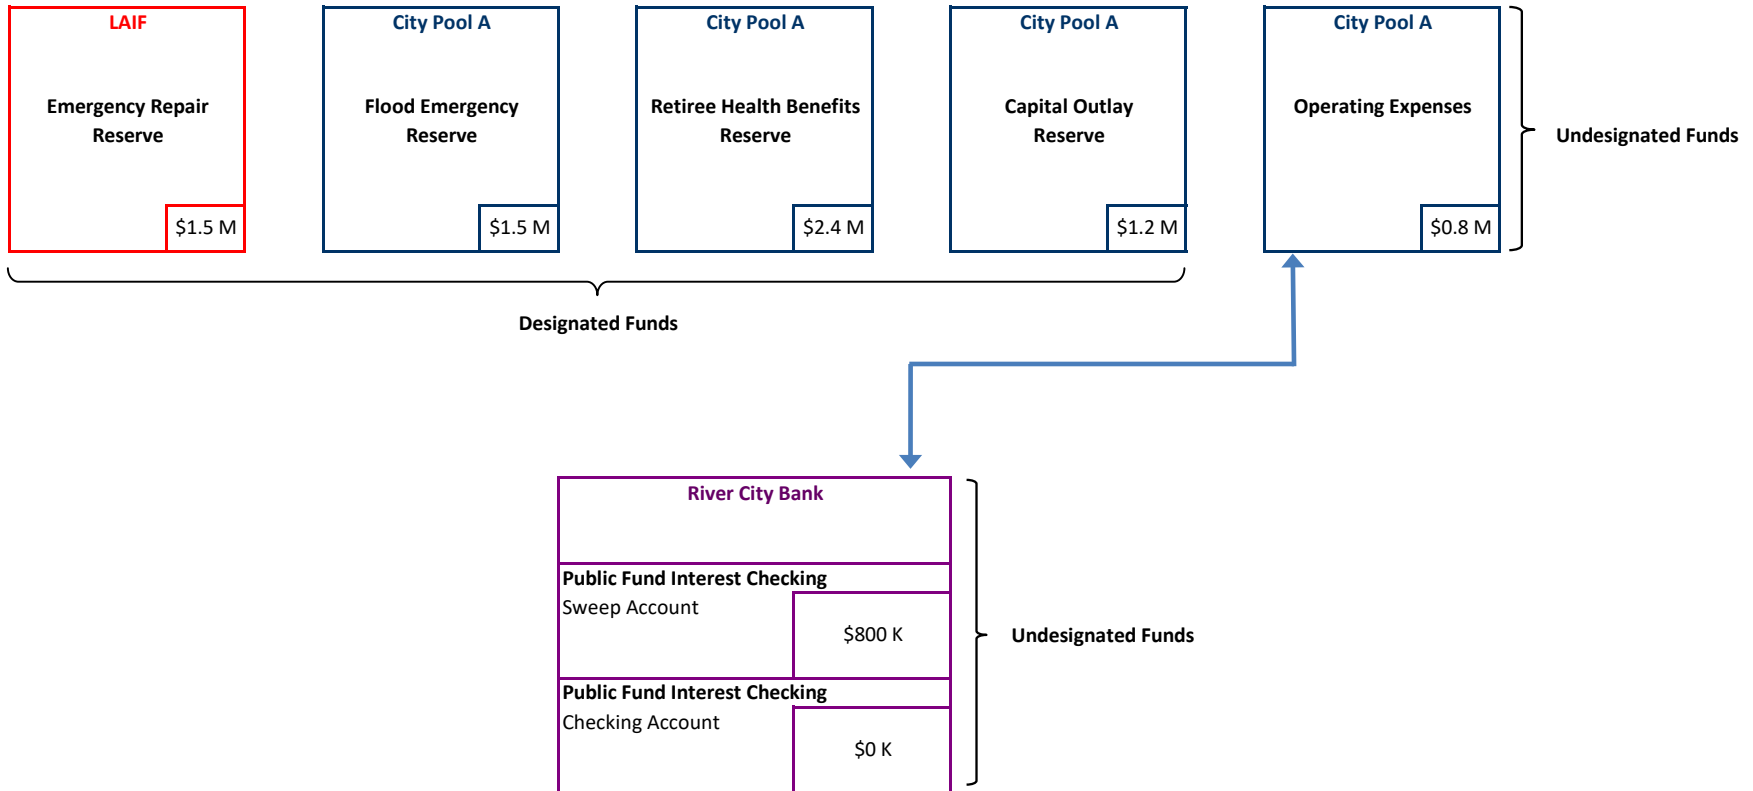 LAIF
Emergency Repair
Reserve
$1.5 M
City Pool A
Flood Emergency
Reserve
$1.5 M
City Pool A
Retiree Health Benefits
Reserve
$2.4 M
City Pool A
Capital Outlay
Reserve
$1.2 M
City Pool A
Operating Expenses
$0.8 M
Undesignated Funds
Designated Funds
River City Bank
Public Fund Interest Checking
Sweep Account
$800 K
Public Fund Interest Checking
Checking Account
$0 K
Undesignated Funds